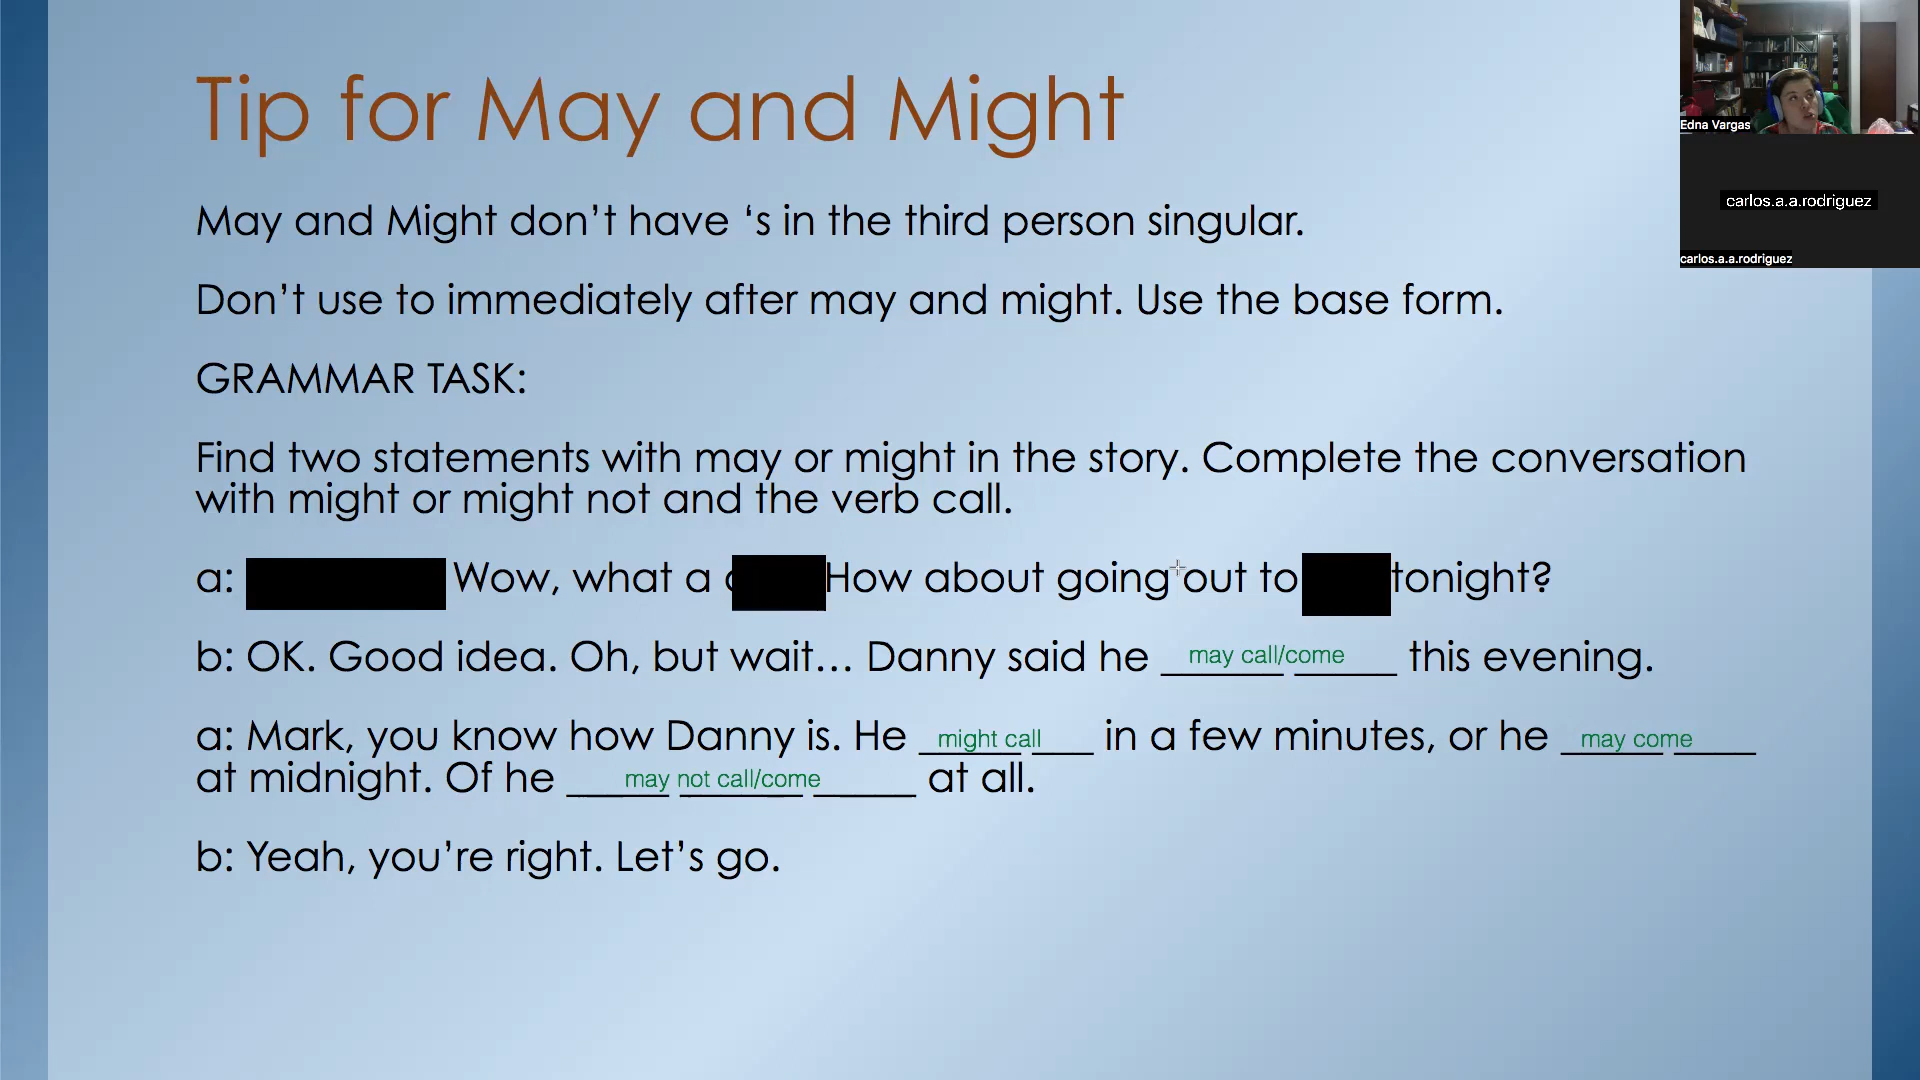 Tip for May and Might
May and Might don’t have ‘s in the third person singular.
Don’t use to immediately after may and might. Use the base form.
GRAMMAR TASK:
Find two statements with may or might in the story. Complete the conversation
with might or might not and the verb call.
a: Wow, what a How about going out to tonight?
b: OK. Good idea. Oh, but wait… Danny said he may call/come this evening.
a: Mark, you know how Danny is. He might call in a few minutes, or he may come
at midnight. Of he may not call/come at all.
b: Yeah, you’re right. Let’s go.
Edna Vargas
carlos.a.a.rodriguez
carlos.a.a.rodriguez